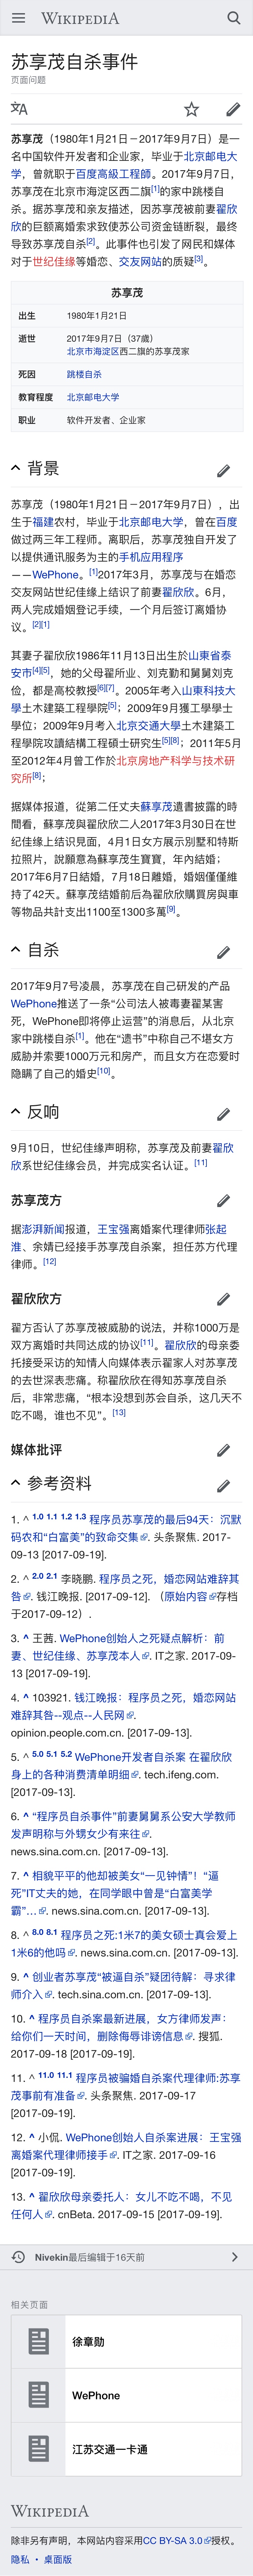 WIKIPEDIA
苏享茂自杀事件
页面问题
苏享茂（1980年1月21日－2017年9月7日）是一
名中国软件开发者和企业家，毕业于北京邮电大
学，曾就职于百度高級工程師。2017年9月7日，
苏享茂在北京市海淀区西二旗[1]的家中跳楼自
杀。据苏享茂和亲友描述，因苏享茂被前妻翟欣
欣的巨额离婚索求致使苏公司资金链断裂，最终
导致苏享茂自杀[2]。此事件也引发了网民和媒体
对于世纪佳缘等婚恋、交友网站的质疑[3]。
苏享茂
出生 1980年1月21日
逝世 2017年9月7日（37歲）
北京市海淀区西二旗的苏享茂家
死因 跳楼自杀
教育程度 北京邮电大学
职业 软件开发者、企业家
背景
苏享茂（1980年1月21日－2017年9月7日），出
生于福建农村，毕业于北京邮电大学，曾在百度
做过两三年工程师。离职后，苏享茂独自开发了
以提供通讯服务为主的手机应用程序
——WePhone。[1]2017年3月，苏享茂与在婚恋
交友网站世纪佳缘上结识了前妻翟欣欣。6月，
两人完成婚姻登记手续，一个月后签订离婚协
议。[2][1]
其妻子翟欣欣1986年11月13日出生於山東省泰
安市[4][5]，她的父母翟所业、刘克勤和舅舅刘克
俭，都是高校教授[6][7]。2005年考入山東科技大
學土木建築工程學院[5]；2009年9月獲工學學士
學位；2009年9月考入北京交通大學土木建築工
程學院攻讀結構工程碩士研究生[5][8]；2011年5月
至2012年4月曾工作於北京房地产科学与技术研
究所[8]；
据媒体报道，從第二任丈夫蘇享茂遺書披露的時
間看，蘇享茂與翟欣欣二人2017年3月30日在世
纪佳缘上結识見面，4月1日女方展示別墅和特斯
拉照片，說願意為蘇享茂生寶寶，年內結婚；
2017年6月7日結婚，7月18日離婚，婚姻僅僅維
持了42天。蘇享茂结婚前后為翟欣欣購買房與車
等物品共計支出1100至1300多萬[9]。
自杀
2017年9月7号凌晨，苏享茂在自己研发的产品
WePhone推送了一条“公司法人被毒妻翟某害
死，WePhone即将停止运营”的消息后，从北京
家中跳楼自杀[1]。他在“遗书”中称自己不堪女方
威胁并索要1000万元和房产，而且女方在恋爱时
隐瞒了自己的婚史[10]。
反响
9月10日，世纪佳缘声明称，苏享茂及前妻翟欣
欣系世纪佳缘会员，并完成实名认证。[11]
苏享茂方
据澎湃新闻报道，王宝强离婚案代理律师张起
淮、余婧已经接手苏享茂自杀案，担任苏方代理
律师。[12]
翟欣欣方
翟方否认了苏享茂被威胁的说法，并称1000万是
双方离婚时共同达成的协议[11]。翟欣欣的母亲委
托接受采访的知情人向媒体表示翟家人对苏享茂
的去世深表悲痛。称翟欣欣在得知苏享茂自杀
后，非常悲痛，“根本没想到苏会自杀，这几天不
吃不喝，谁也不见”。[13]
媒体批评
参考资料
1. ^ 1.0 1.1 1.2 1.3 程序员苏享茂的最后94天：沉默
码农和“白富美”的致命交集. 头条聚焦. 2017-
09-13 [2017-09-19].
2. ^ 2.0 2.1 李晓鹏. 程序员之死，婚恋网站难辞其
咎. 钱江晚报. [2017-09-12]. （原始内容存档
于2017-09-12）.
3. ^ 王茜. WePhone创始人之死疑点解析：前
妻、世纪佳缘、苏享茂本人. IT之家. 2017-09-
13 [2017-09-19].
4. ^ 103921. 钱江晚报：程序员之死，婚恋网站
难辞其咎--观点--人民网.
opinion.people.com.cn. [2017-09-13].
5. ^ 5.0 5.1 5.2 WePhone开发者自杀案 在翟欣欣
身上的各种消费清单明细. tech.ifeng.com.
[2017-09-13].
6. ^ “程序员自杀事件”前妻舅舅系公安大学教师
发声明称与外甥女少有来往.
news.sina.com.cn. [2017-09-13].
7. ^ 相貌平平的他却被美女“一见钟情”！“逼
死”IT丈夫的她，在同学眼中曾是“白富美学
霸”…. news.sina.com.cn. [2017-09-13].
8. ^ 8.0 8.1 程序员之死:1米7的美女硕士真会爱上
1米6的他吗. news.sina.com.cn. [2017-09-13].
9. ^ 创业者苏享茂“被逼自杀”疑团待解：寻求律
师介入. tech.sina.com.cn. [2017-09-13].
10. ^ 程序员自杀案最新进展，女方律师发声：
给你们一天时间，删除侮辱诽谤信息. 搜狐.
2017-09-18 [2017-09-19].
11. ^ 11.0 11.1 程序员被骗婚自杀案代理律师:苏享
茂事前有准备. 头条聚焦. 2017-09-17
[2017-09-19].
12. ^ 小侃. WePhone创始人自杀案进展：王宝强
离婚案代理律师接手. IT之家. 2017-09-16
[2017-09-19].
13. ^ 翟欣欣母亲委托人：女儿不吃不喝，不见
任何人. cnBeta. 2017-09-15 [2017-09-19].
Nivekin最后编辑于16天前
相关页面
徐章勋
WePhone
江苏交通一卡通
WIKIPEDIA
除非另有声明，本网站内容采用CC BY-SA 3.0授权。
隐私 • 桌面版